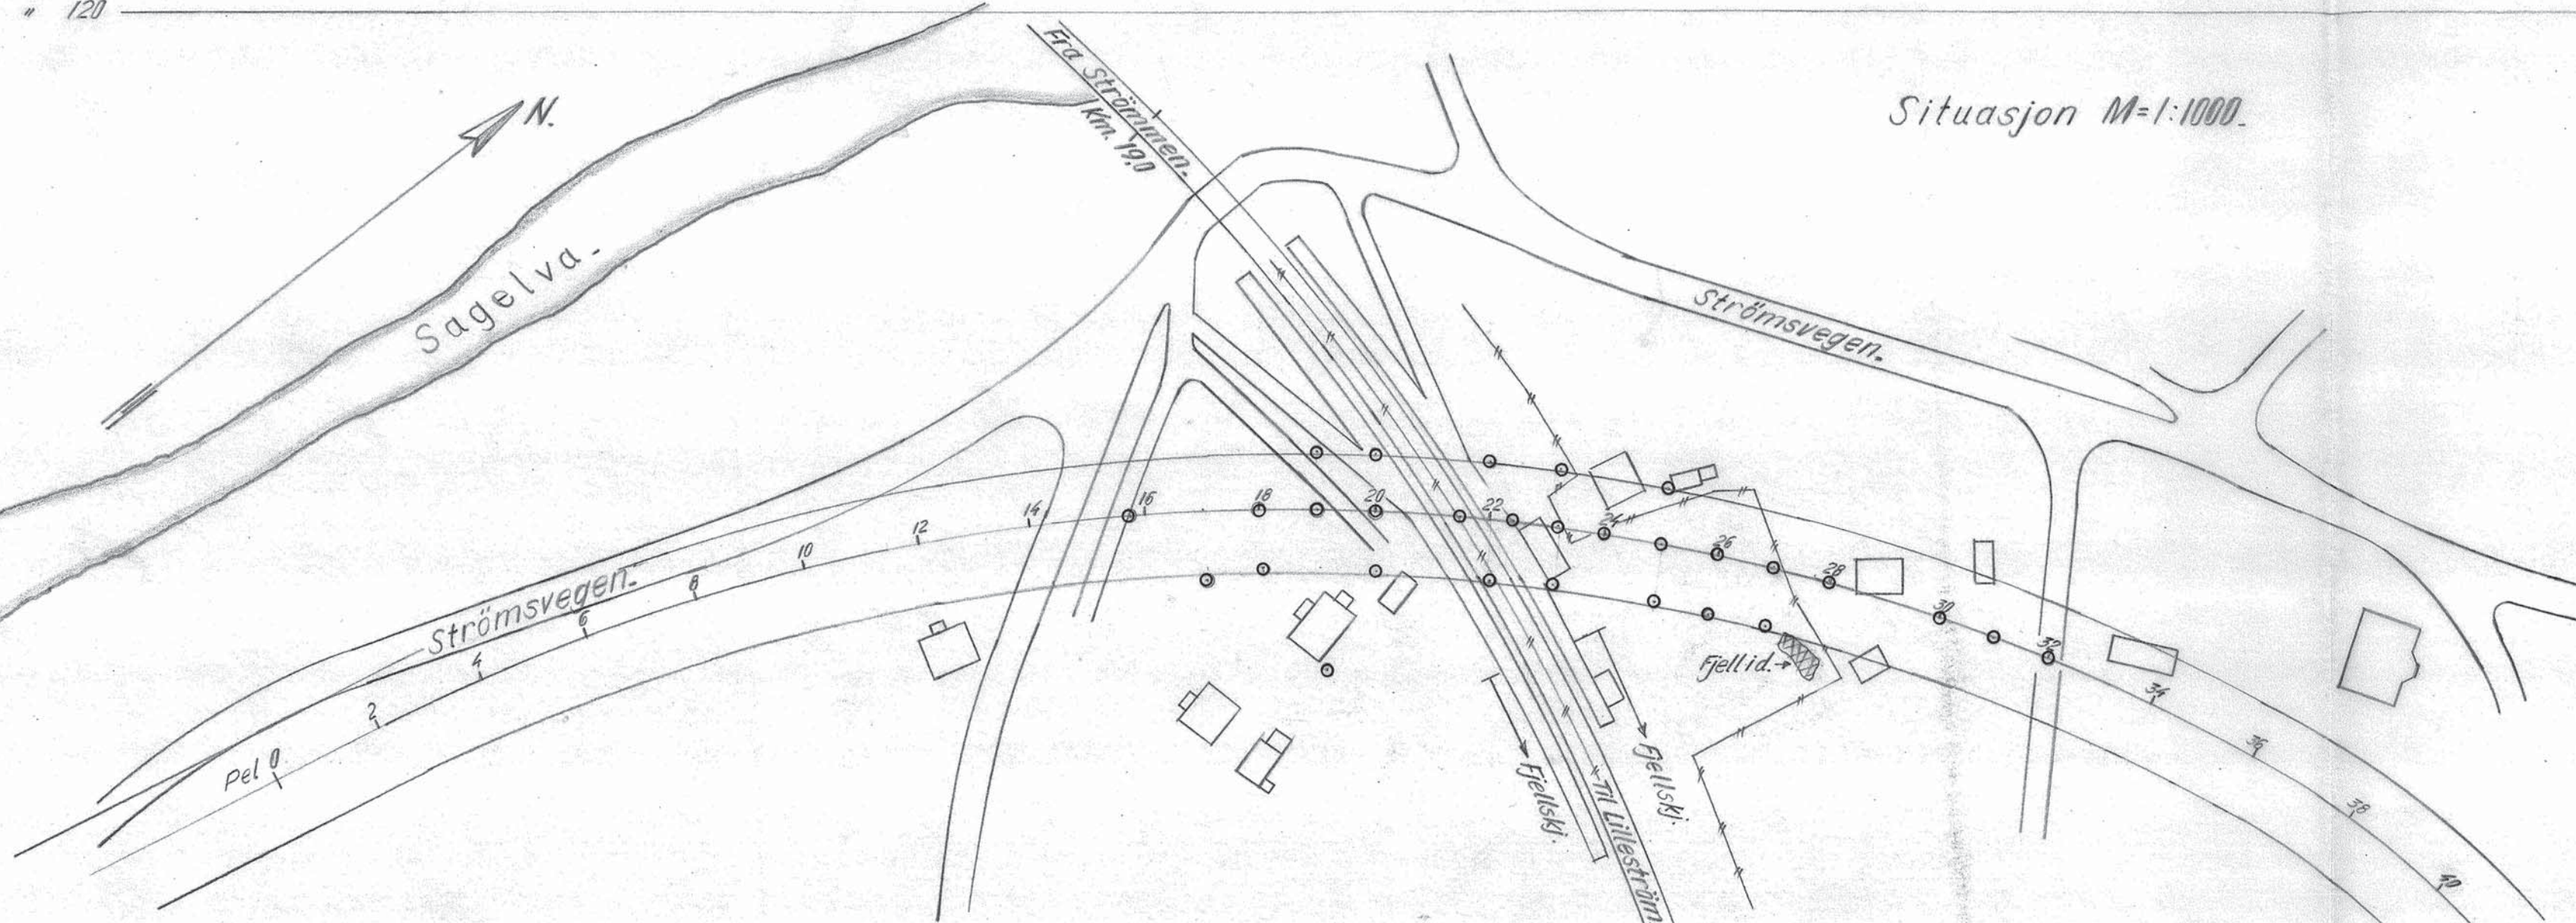 " 120
Situasjon M=1:1000.
N.
Fra Strömmen.
Km. 19,0
Sagelva.
Strömsvegen.
Strömsvegen.
Pel 0
2
4
6
8
10
12
14
16
18
20
22
24
26
28
30
32
34
36
38
40
Fjell i d.
Fjellskj.
Fjellskj.
Til Lilleström